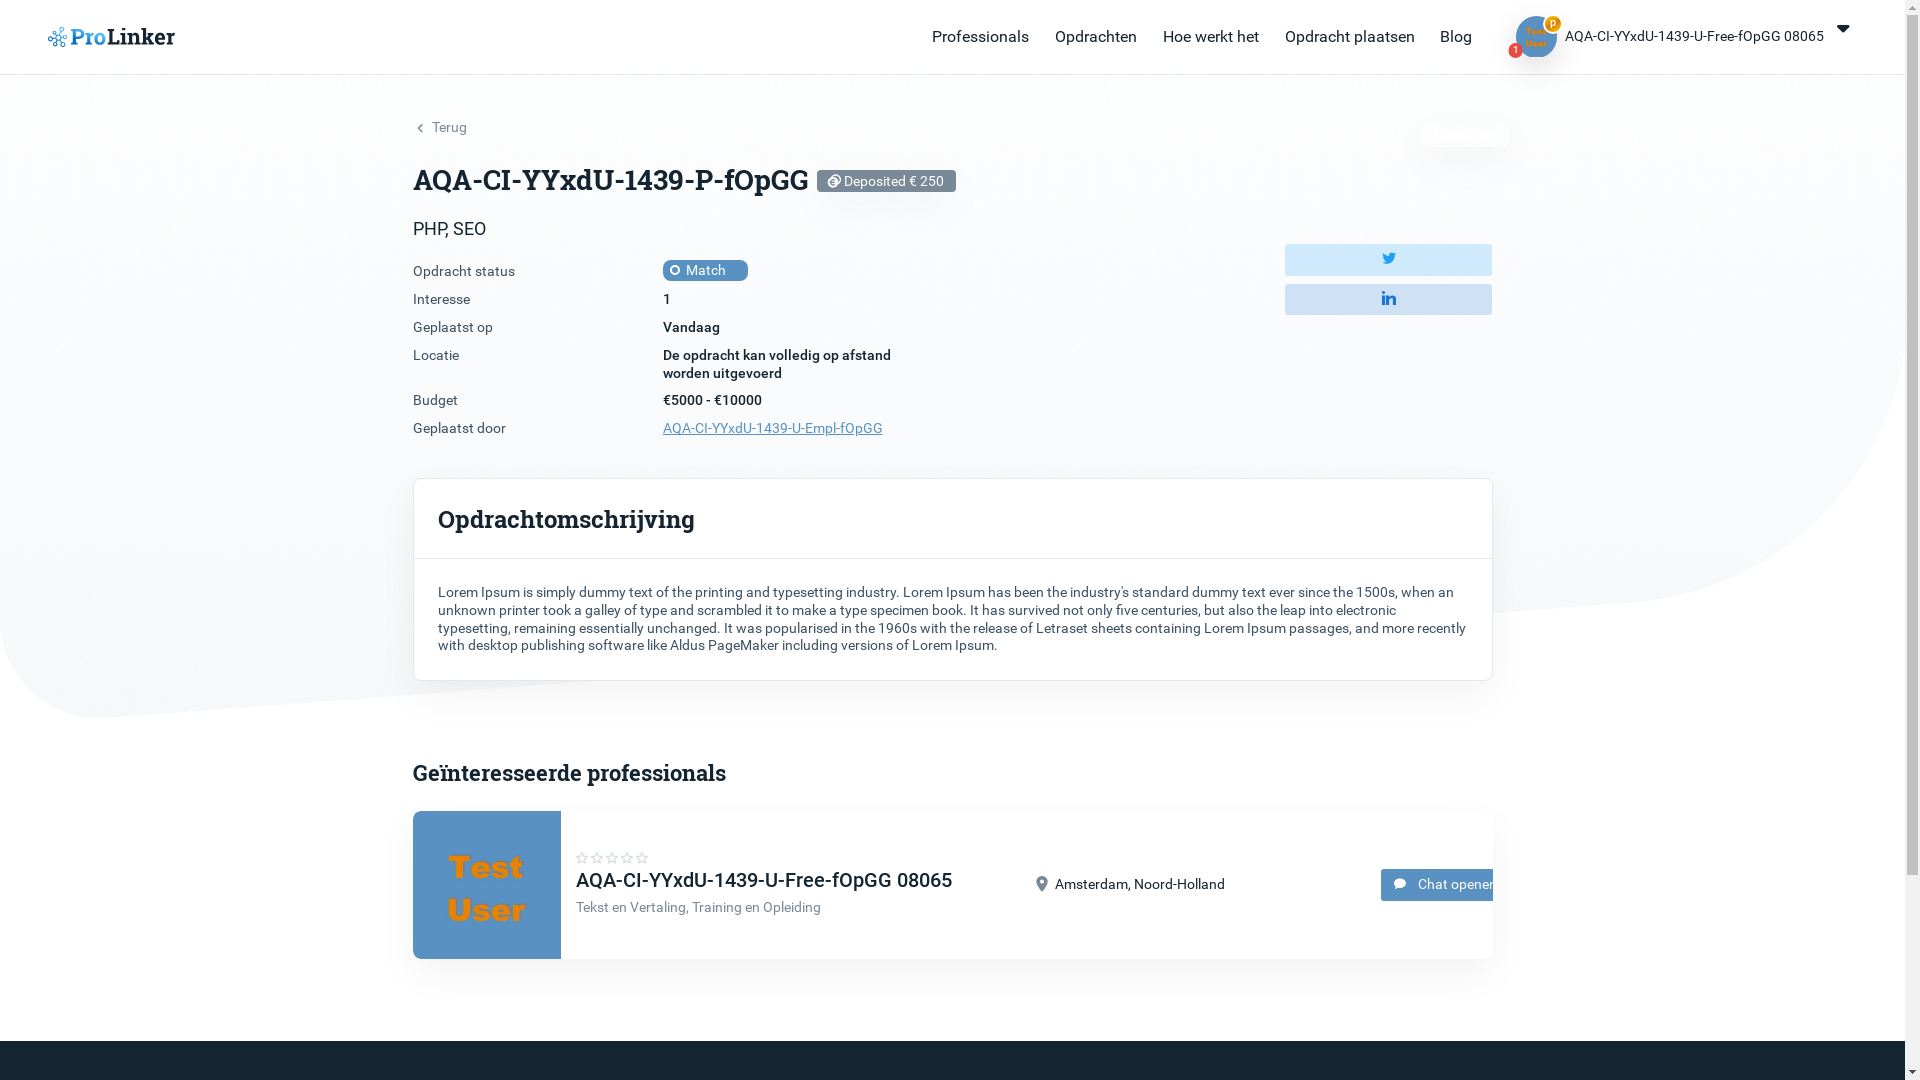 ProLinker
Professionals
Opdrachten
Hoe werkt het
Opdracht plaatsen
Blog
Test
User
P
1
AQA-CI-YYxdU-1439-U-Free-fOpGG 08065
Terug
AQA-CI-YYxdU-1439-P-fOpGG
Deposited € 250
PHP, SEO
Opdracht status
Match
Interesse
1
Geplaatst op
Vandaag
Locatie
De opdracht kan volledig op afstand
worden uitgevoerd
Budget
€5000 - €10000
Geplaatst door
AQA-CI-YYxdU-1439-U-Empl-fOpGG
Opdrachtomschrijving
Lorem Ipsum is simply dummy text of the printing and typesetting industry. Lorem Ipsum has been the industry's standard dummy text ever since the 1500s, when an
unknown printer took a galley of type and scrambled it to make a type specimen book. It has survived not only five centuries, but also the leap into electronic
typesetting, remaining essentially unchanged. It was popularised in the 1960s with the release of Letraset sheets containing Lorem Ipsum passages, and more recently
with desktop publishing software like Aldus PageMaker including versions of Lorem Ipsum.
Geïnteresseerde professionals
Test
User
AQA-CI-YYxdU-1439-U-Free-fOpGG 08065
Tekst en Vertaling, Training en Opleiding
Amsterdam, Noord-Holland
Chat openen